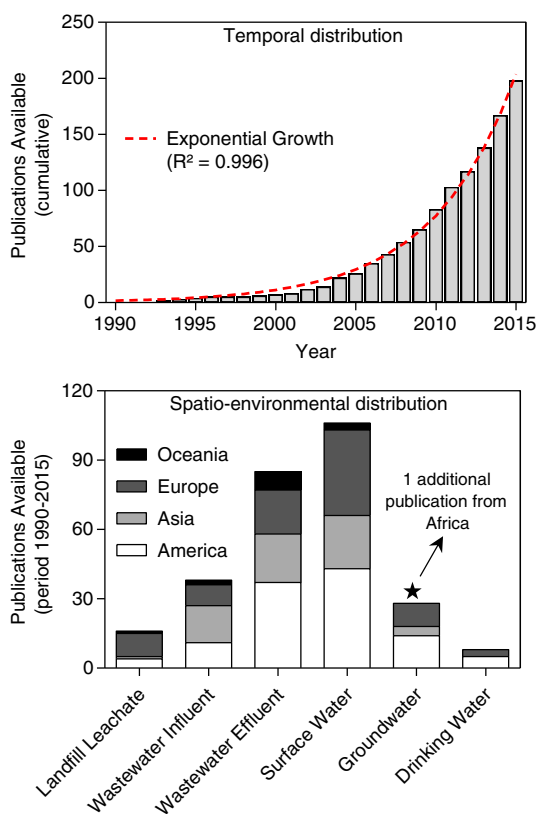 Temporal distribution
250
200
150
100
50
0
Publications Available
(cumulative)
Exponential Growth
(R² = 0.996)
1990
1995
2000
2005
2010
2015
Year
Spatio-environmental distribution
120
90
60
30
0
Publications Available
(period 1990-2015)
Oceania
Europe
Asia
America
1 additional
publication from
Africa
Landfill Leachate
Wastewater Influent
Wastewater Effluent
Surface Water
Groundwater
Drinking Water